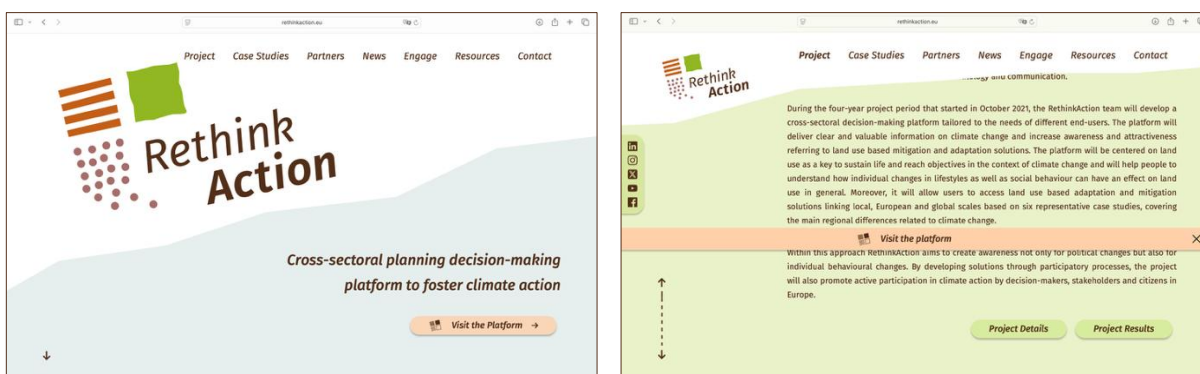 rethinkaction.eu
Project Case Studies Partners News Engage Resources Contact
Rethink
Action
Cross-sectoral planning decision-making
platform to foster climate action
Visit the Platform →
rethinkaction.eu
Project Case Studies Partners News Engage Resources Contact
Rethink
Action
and communication.
During the four-year project period that started in October 2021, the RethinkAction team will develop a
cross-sectoral decision-making platform tailored to the needs of different end-users. The platform will
deliver clear and valuable information on climate change and increase awareness and attractiveness
referring to land use based mitigation and adaptation solutions. The platform will be centered on land
use as a key to sustain life and reach objectives in the context of climate change and will help people to
understand how individual changes in lifestyles as well as social behaviour can have an effect on land
use in general. Moreover, it will allow users to access land use based adaptation and mitigation
solutions linking local, European and global scales based on six representative case studies, covering
the main regional differences related to climate change.
Visit the platform
Within this approach RethinkAction aims to create awareness not only for political changes but also for
individual behavioural changes. By developing solutions through participatory processes, the project
will also promote active participation in climate action by decision-makers, stakeholders and citizens in
Europe.
Project Details Project Results